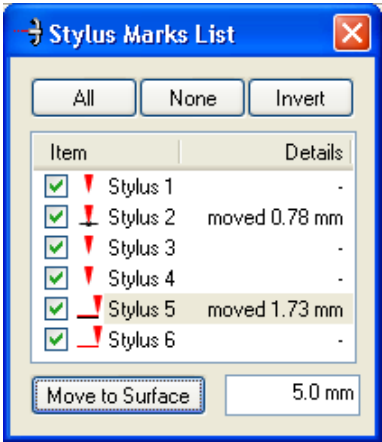 Stylus Marks List
All None Invert
Item Details
Stylus 1 -
Stylus 2 moved 0.78 mm
Stylus 3 -
Stylus 4 -
Stylus 5 moved 1.73 mm
Stylus 6 -
Move to Surface 5.0 mm